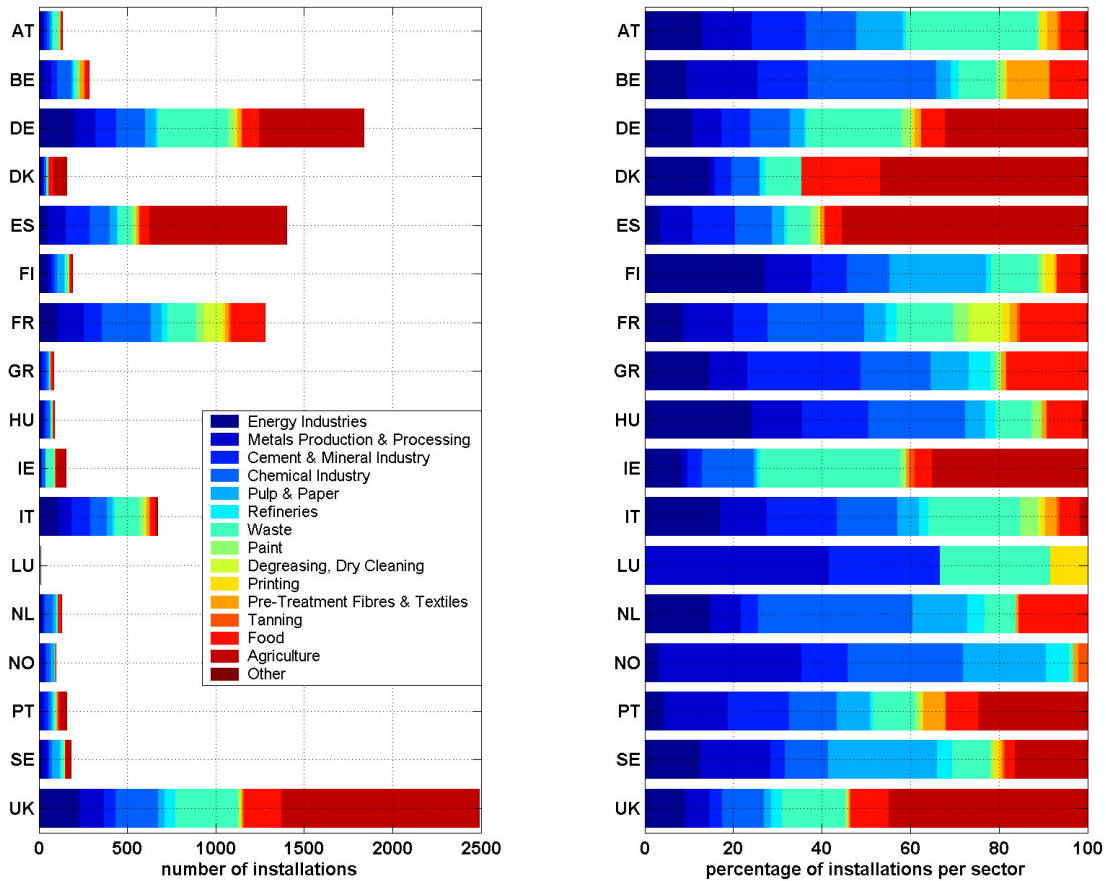 AT
BE
DE
DK
ES
FI
FR
GR
HU
IE
IT
LU
NL
NO
PT
SE
UK
0 500 1000 1500 2000 2500
number of installations
Energy Industries
Metals Production & Processing
Cement & Mineral Industry
Chemical Industry
Pulp & Paper
Refineries
Waste
Paint
Degreasing, Dry Cleaning
Printing
Pre-Treatment Fibres & Textiles
Tanning
Food
Agriculture
Other
AT
BE
DE
DK
ES
FI
FR
GR
HU
IE
IT
LU
NL
NO
PT
SE
UK
0 20 40 60 80 100
percentage of installations per sector